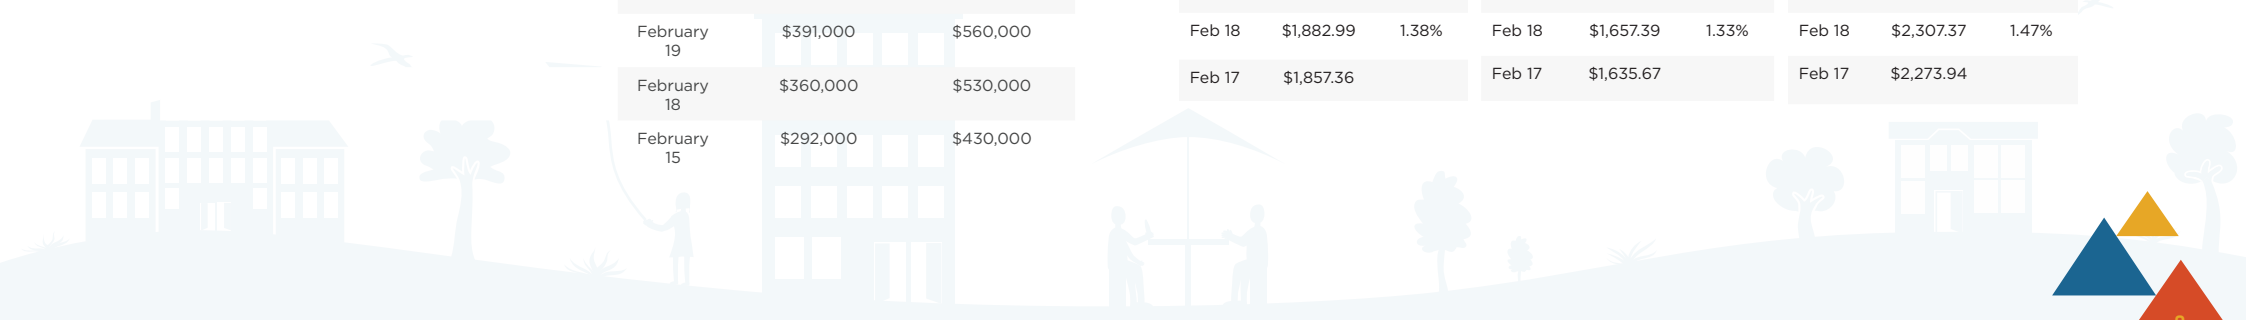 February $391,000 $560,000
19
February $360,000 $530,000
18
February $292,000 $430,000
15
Feb 18 $1,882.99 1.38%
Feb 17 $1,857.36
Feb 18 $1,657.39 1.33%
Feb 17 $1,635.67
Feb 18 $2,307.37 1.47%
Feb 17 $2,273.94